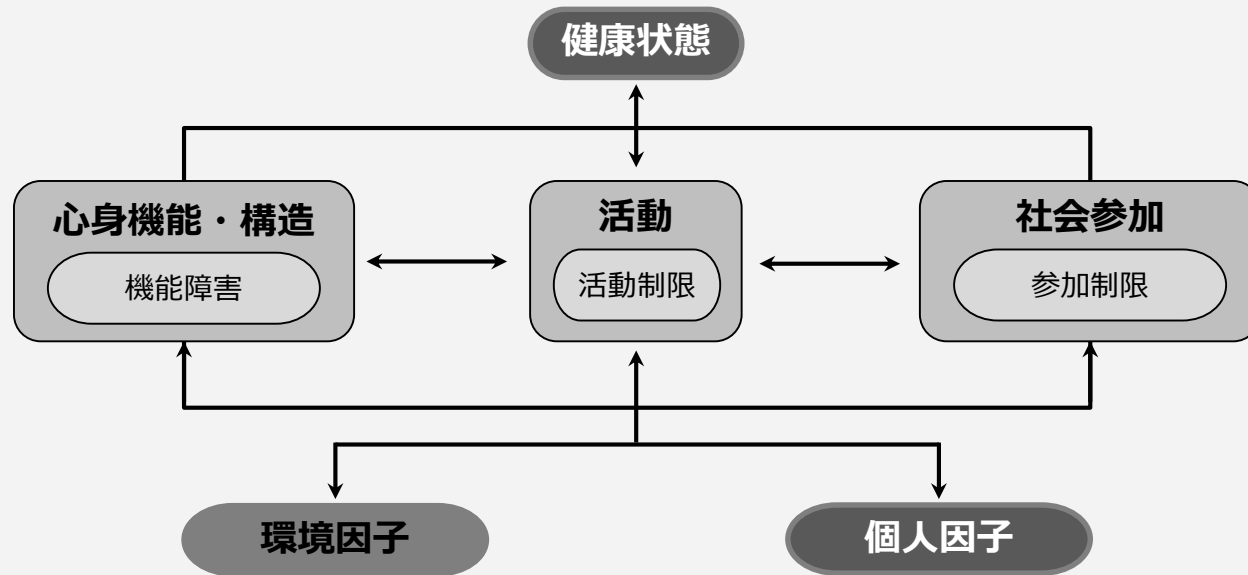 健康状態
心身機能・構造
活動
社会参加
機能障害
活動制限
参加制限
環境因子
個人因子